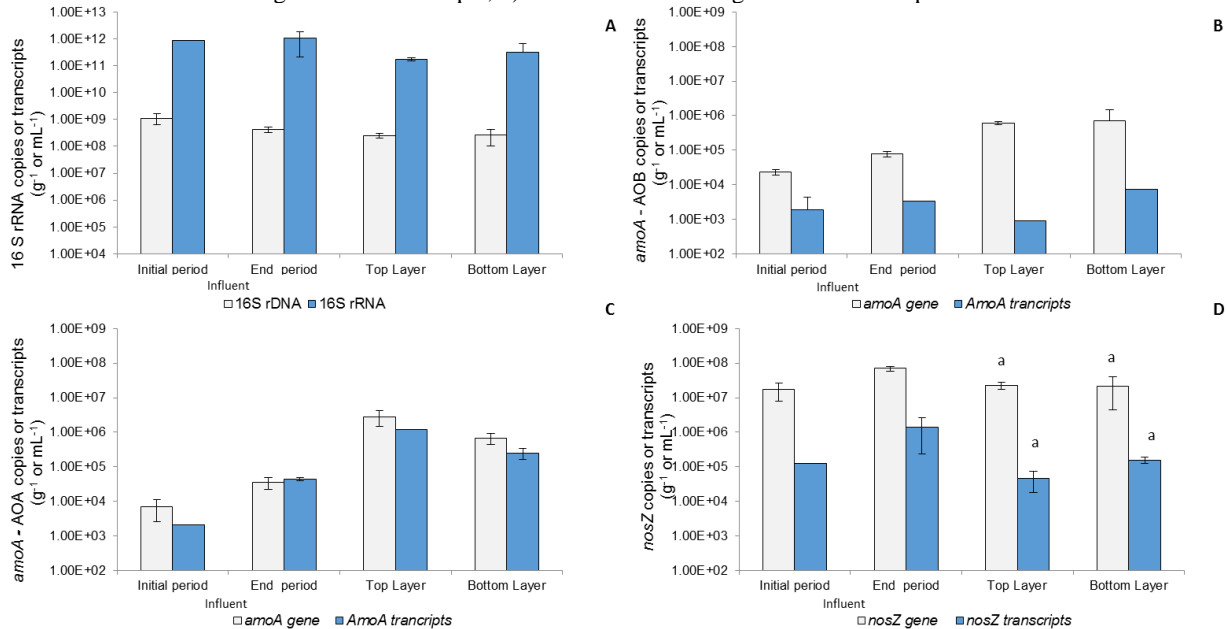 1.00E+13
1.00E+12
1.00E+11
1.00E+10
1.00E+09
1.00E+08
1.00E+07
1.00E+06
1.00E+05
1.00E+04
16 S rRNA copies or transcripts
(g-1 or mL-1)
Initial period End period Top Layer Bottom Layer
Influent
16S rDNA 16S rRNA
A
1.00E+09
1.00E+08
1.00E+07
1.00E+06
1.00E+05
1.00E+04
1.00E+03
1.00E+02
amoA - AOB copies or transcripts
(g-1 or mL-1)
Initial period End period Top Layer Bottom Layer
Influent
amoA gene AmoA trancripts
B
1.00E+09
1.00E+08
1.00E+07
1.00E+06
1.00E+05
1.00E+04
1.00E+03
1.00E+02
amoA - AOA copies or transcripts
(g-1 or mL-1)
Initial period End period Top Layer Bottom Layer
Influent
amoA gene AmoA trancripts
C
1.00E+09
1.00E+08
1.00E+07
1.00E+06
1.00E+05
1.00E+04
1.00E+03
1.00E+02
nosZ copies or transcripts
(g-1 or mL-1)
a a
a a
Initial period End period Top Layer Bottom Layer
Influent
nosZ gene nosZ transcripts
D